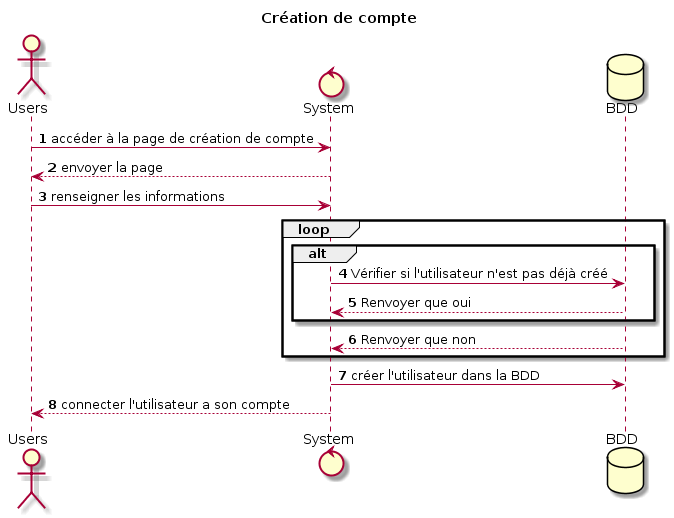 Création de compte
Users
System
BDD
1 accéder à la page de création de compte
2 envoyer la page
3 renseigner les informations
loop
alt
4 Vérifier si l'utilisateur n'est pas déjà créé
5 Renvoyer que oui
6 Renvoyer que non
7 créer l'utilisateur dans la BDD
8 connecter l'utilisateur a son compte
Users
System
BDD